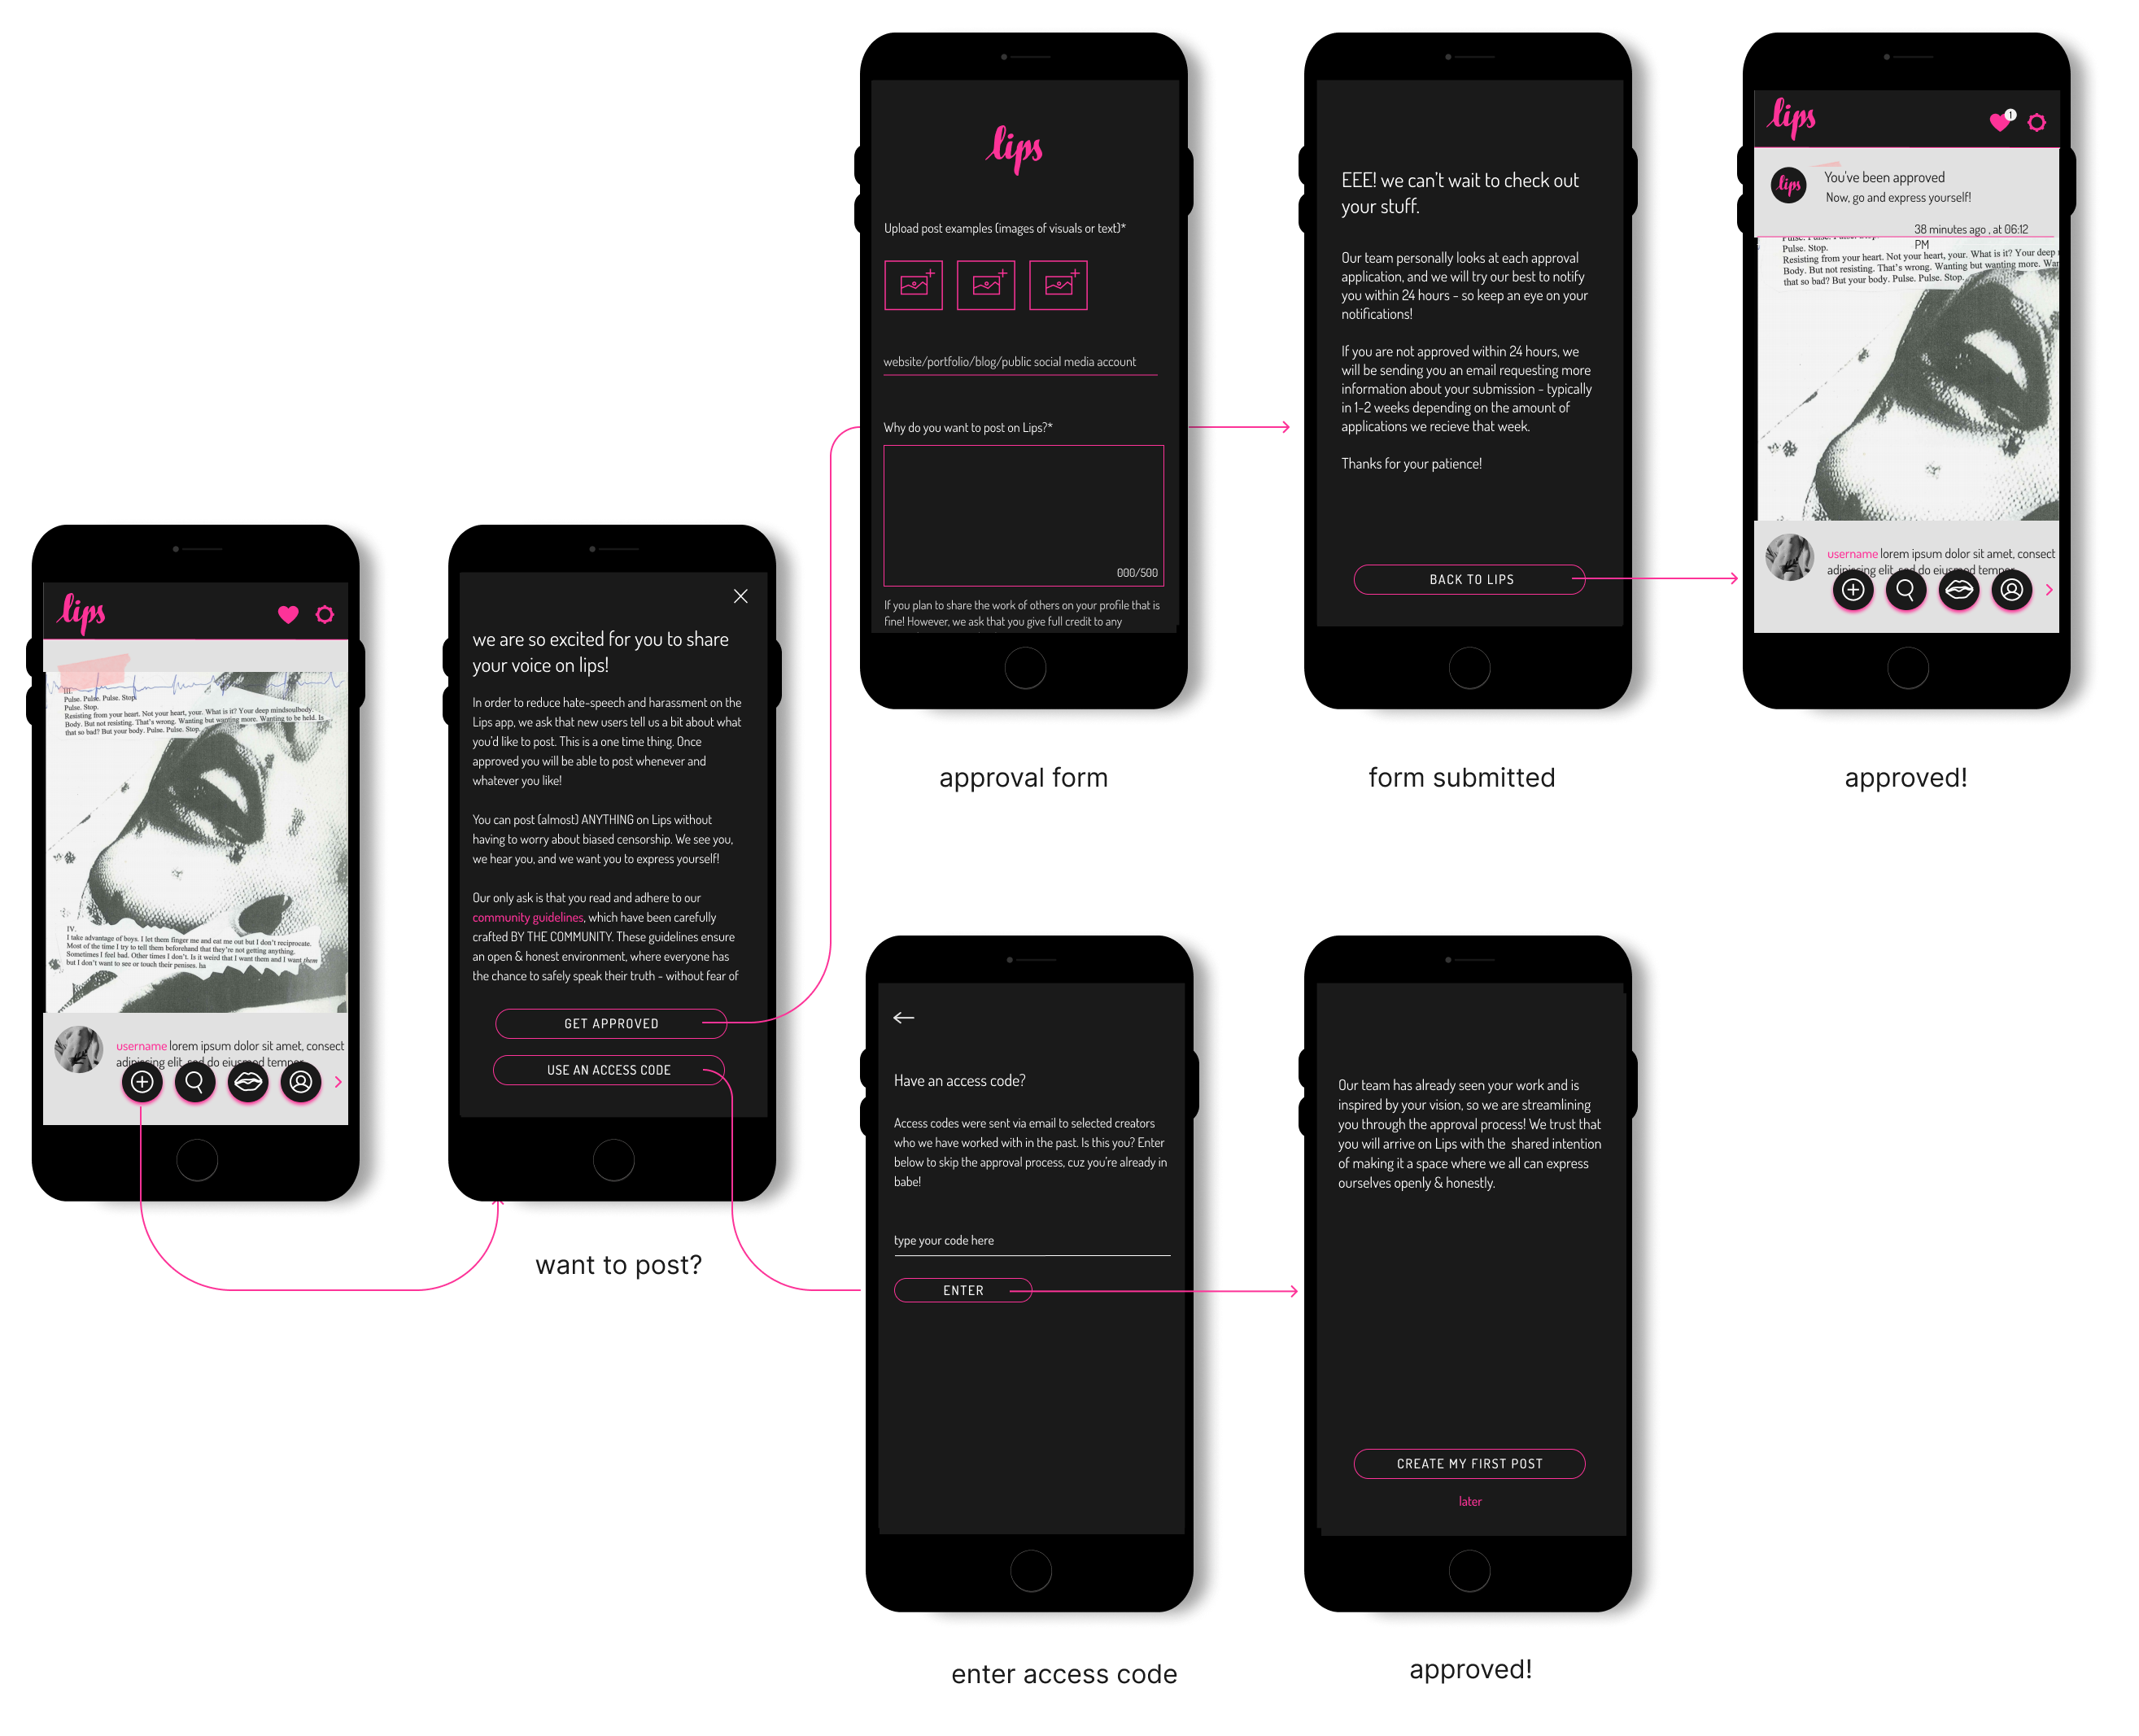 lips
III.
Pulse. Pulse. Pulse. Stop.
Pulse. Stop.
Resisting from your heart. Not your heart, your. What is it? Your deep mindsoulbody.
Body. But not resisting. That's wrong. Wanting but wanting more. Wanting to be held. Is
that so bad? But your body. Pulse. Pulse. Stop.
IV.
I take advantage of boys. I let them finger me and eat me out but I don't reciprocate.
Most of the time I try to tell them beforehand that they're not getting anything.
Sometimes I feel bad. Other times I don't. Is it weird that I want them and I want them
but I don't want to see or touch their penises. ha
username lorem ipsum dolor sit amet, consect
adipiscing elit, sed do eiusmod tempor
we are so excited for you to share
your voice on lips!
In order to reduce hate-speech and harassment on the
Lips app, we ask that new users tell us a bit about what
you'd like to post. This is a one time thing. Once
approved you will be able to post whenever and
whatever you like!
You can post (almost) ANYTHING on Lips without
having to worry about biased censorship. We see you,
we hear you, and we want you to express yourself!
Our only ask is that you read and adhere to our
community guidelines, which have been carefully
crafted BY THE COMMUNITY. These guidelines ensure
an open & honest environment, where everyone has
the chance to safely speak their truth - without fear of
GET APPROVED
USE AN ACCESS CODE
want to post?
lips
Upload post examples (images of visuals or text)*
website/portfolio/blog/public social media account
Why do you want to post on Lips?*
000/500
If you plan to share the work of others on your profile that is
fine! However, we ask that you give full credit to any
approval form
EEE! we can't wait to check out
your stuff.
Our team personally looks at each approval
application, and we will try our best to notify
you within 24 hours - so keep an eye on your
notifications!
If you are not approved within 24 hours, we
will be sending you an email requesting more
information about your submission - typically
in 1-2 weeks depending on the amount of
applications we recieve that week.
Thanks for your patience!
BACK TO LIPS
form submitted
lips
1
lips
You've been approved
Now, go and express yourself!
38 minutes ago , at 06:12
PM
Pulse. Stop.
Resisting from your heart. Not your heart, your. What is it? Your deep
Body. But not resisting. That's wrong. Wanting but wanting more. War
that so bad? But your body. Pulse. Pulse. Stop.
username lorem ipsum dolor sit amet, consect
adipiscing elit, sed do eiusmod tempor
approved!
Have an access code?
Access codes were sent via email to selected creators
who we have worked with in the past. Is this you? Enter
below to skip the approval process, cuz you're already in
babe!
type your code here
ENTER
enter access code
Our team has already seen your work and is
inspired by your vision, so we are streamlining
you through the approval process! We trust that
you will arrive on Lips with the shared intention
of making it a space where we all can express
ourselves openly & honestly.
CREATE MY FIRST POST
later
approved!